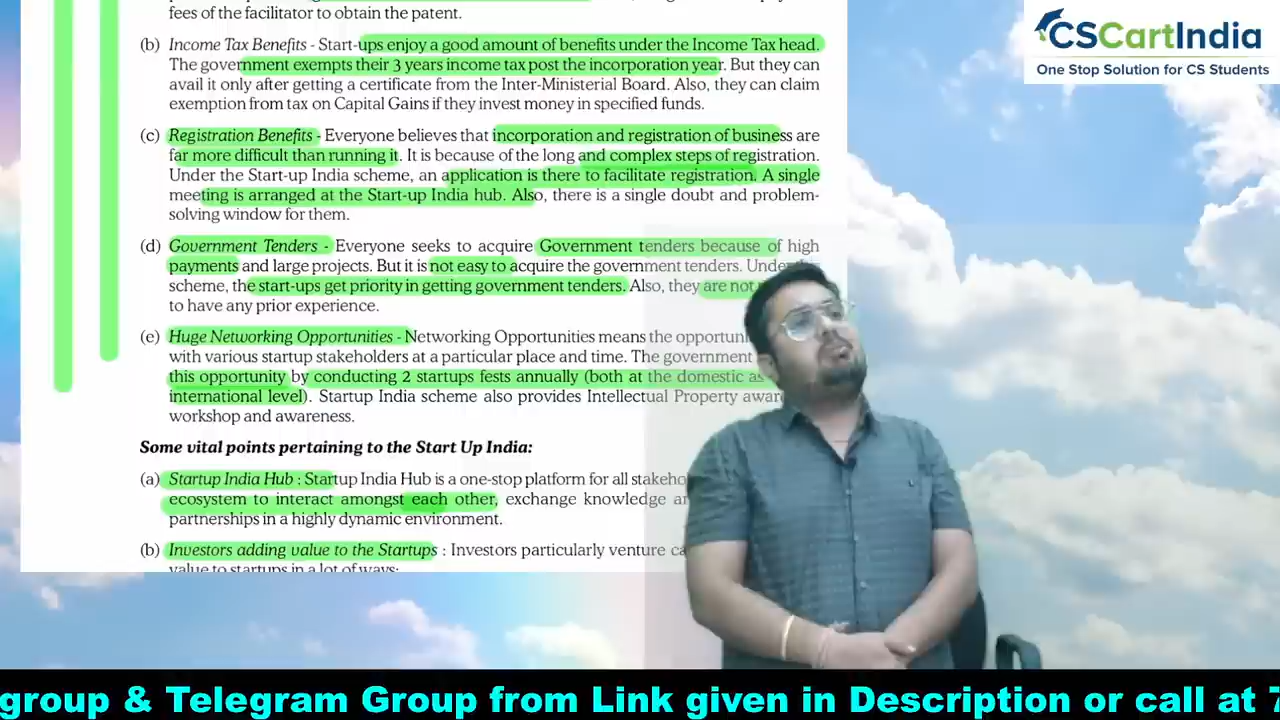 fees of the facilitator to obtain the patent.
(b) Income Tax Benefits - Start-ups enjoy a good amount of benefits under the Income Tax head.
The government exempts their 3 years income tax post the incorporation year. But they can
avail it only after getting a certificate from the Inter-Ministerial Board. Also, they can claim
exemption from tax on Capital Gains if they invest money in specified funds.
(c) Registration Benefits - Everyone believes that incorporation and registration of business are
far more difficult than running it. It is because of the long and complex steps of registration.
Under the Start-up India scheme, an application is there to facilitate registration. A single
meeting is arranged at the Start-up India hub. Also, there is a single doubt and problem-
solving window for them.
(d) Government Tenders - Everyone seeks to acquire Government tenders because of high
payments and large projects. But it is not easy to acquire the government tenders. Under
scheme, the start-ups get priority in getting government tenders. Also, they are not
to have any prior experience.
(e) Huge Networking Opportunities - Networking Opportunities means the
with various startup stakeholders at a particular place and time. The government
this opportunity by conducting 2 startups fests annually (both at the domestic as
international level). Startup India scheme also provides Intellectual Property
workshop and awareness.
Some vital points pertaining to the Start Up India:
(a) Startup India Hub : Startup India Hub is a one-stop platform for all
ecosystem to interact amongst each other, exchange knowledge
partnerships in a highly dynamic environment.
(b) Investors adding value to the Startups : Investors particularly venture
value to startups in a lot of ways:
CSCartIndia
One Stop Solution for CS Students
group & Telegram Group from Link given in Description or call at 7